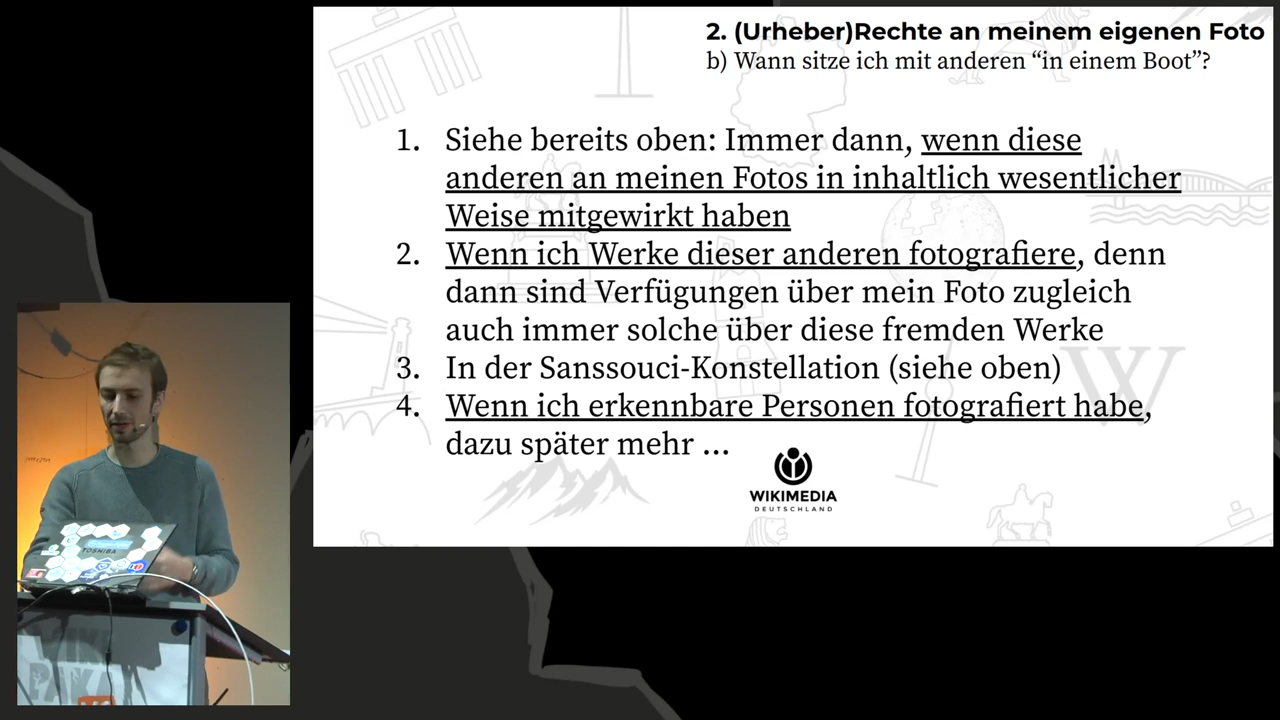 2. (Urheber)Rechte an meinem eigenen Foto
b) Wann sitze ich mit anderen “in einem Boot”?
1. Siehe bereits oben: Immer dann, wenn diese
anderen an meinen Fotos in inhaltlich wesentlicher
Weise mitgewirkt haben
2. Wenn ich Werke dieser anderen fotografiere, denn
dann sind Verfügungen über mein Foto zugleich
auch immer solche über diese fremden Werke
3. In der Sanssouci-Konstellation (siehe oben)
4. Wenn ich erkennbare Personen fotografiert habe,
dazu später mehr ...
W
WIKIMEDIA
DEUTSCHLAND
TOSHIBA